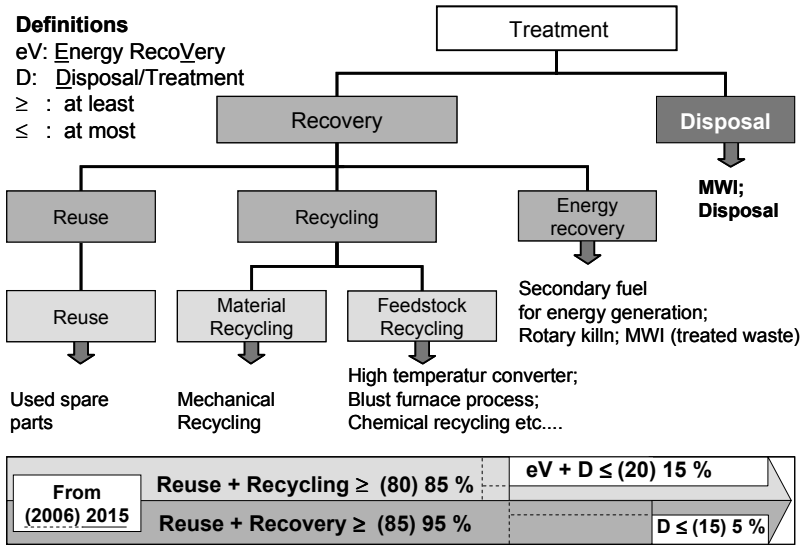 Definitions
eV: Energy RecoVery
D: Disposal/Treatment
≥ : at least
≤ : at most
Treatment
Recovery
Disposal
MWI;
Disposal
Reuse
Recycling
Energy
recovery
Secondary fuel
for energy generation;
Rotary killn; MWI (treated waste)
Reuse
Material
Recycling
Feedstock
Recycling
Used spare
parts
Mechanical
Recycling
High temperatur converter;
Blust furnace process;
Chemical recycling etc....
From
(2006) 2015
Reuse + Recycling ≥ (80) 85 %
eV + D ≤ (20) 15 %
Reuse + Recovery ≥ (85) 95 %
D ≤ (15) 5 %